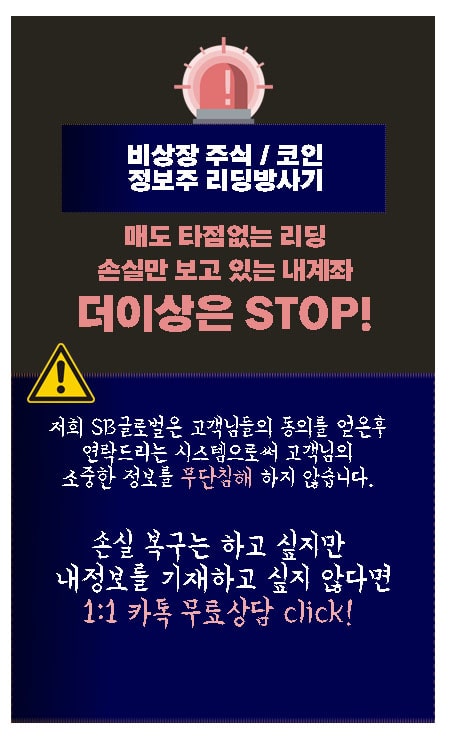 비상장 주식 / 코인
정보주 리딩방사기
매도 타점없는 리딩
손실만 보고 있는 내계좌
더이상은 STOP!
저희 SB글로벌은 고객님들의 동의를 얻은후
연락드리는 시스템으로써 고객님의
소중한 정보를 무단침해 하지 않습니다.
손실 복구는 하고 싶지만
내정보를 기재하고 싶지 않다면
1:1 카톡 무료상담 click!